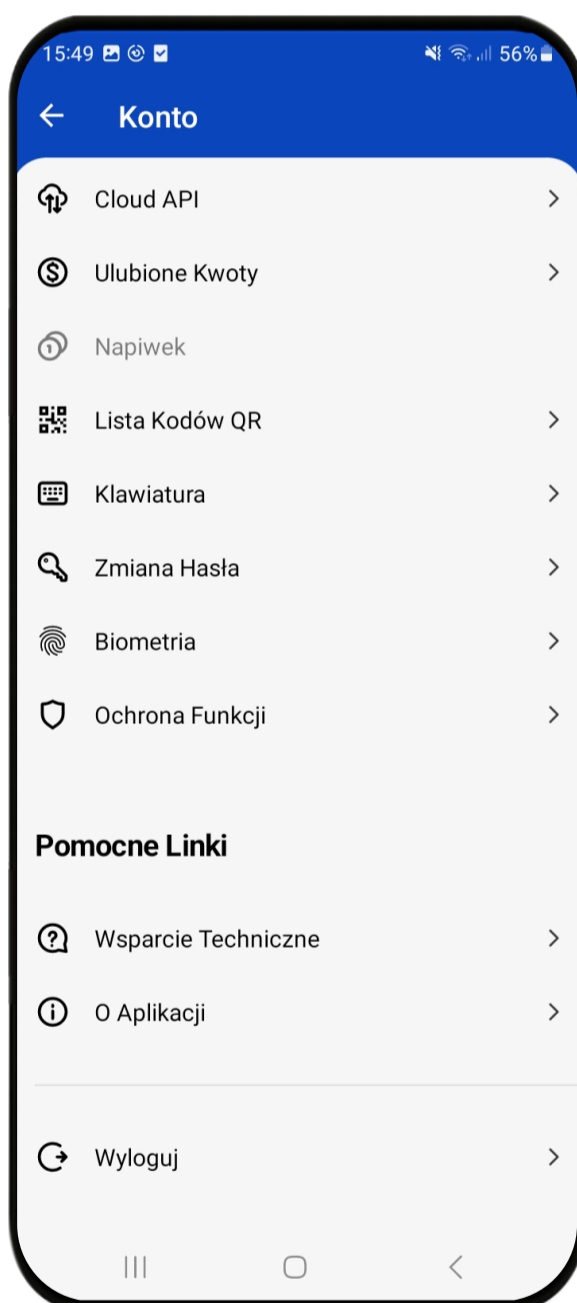 15:49 56%
Konto
Cloud API
Ulubione Kwoty
Napiwek
Lista Kodów QR
Klawiatura
Zmiana Hasła
Biometria
Ochrona Funkcji
Pomocne Linki
Wsparcie Techniczne
O Aplikacji
Wyloguj